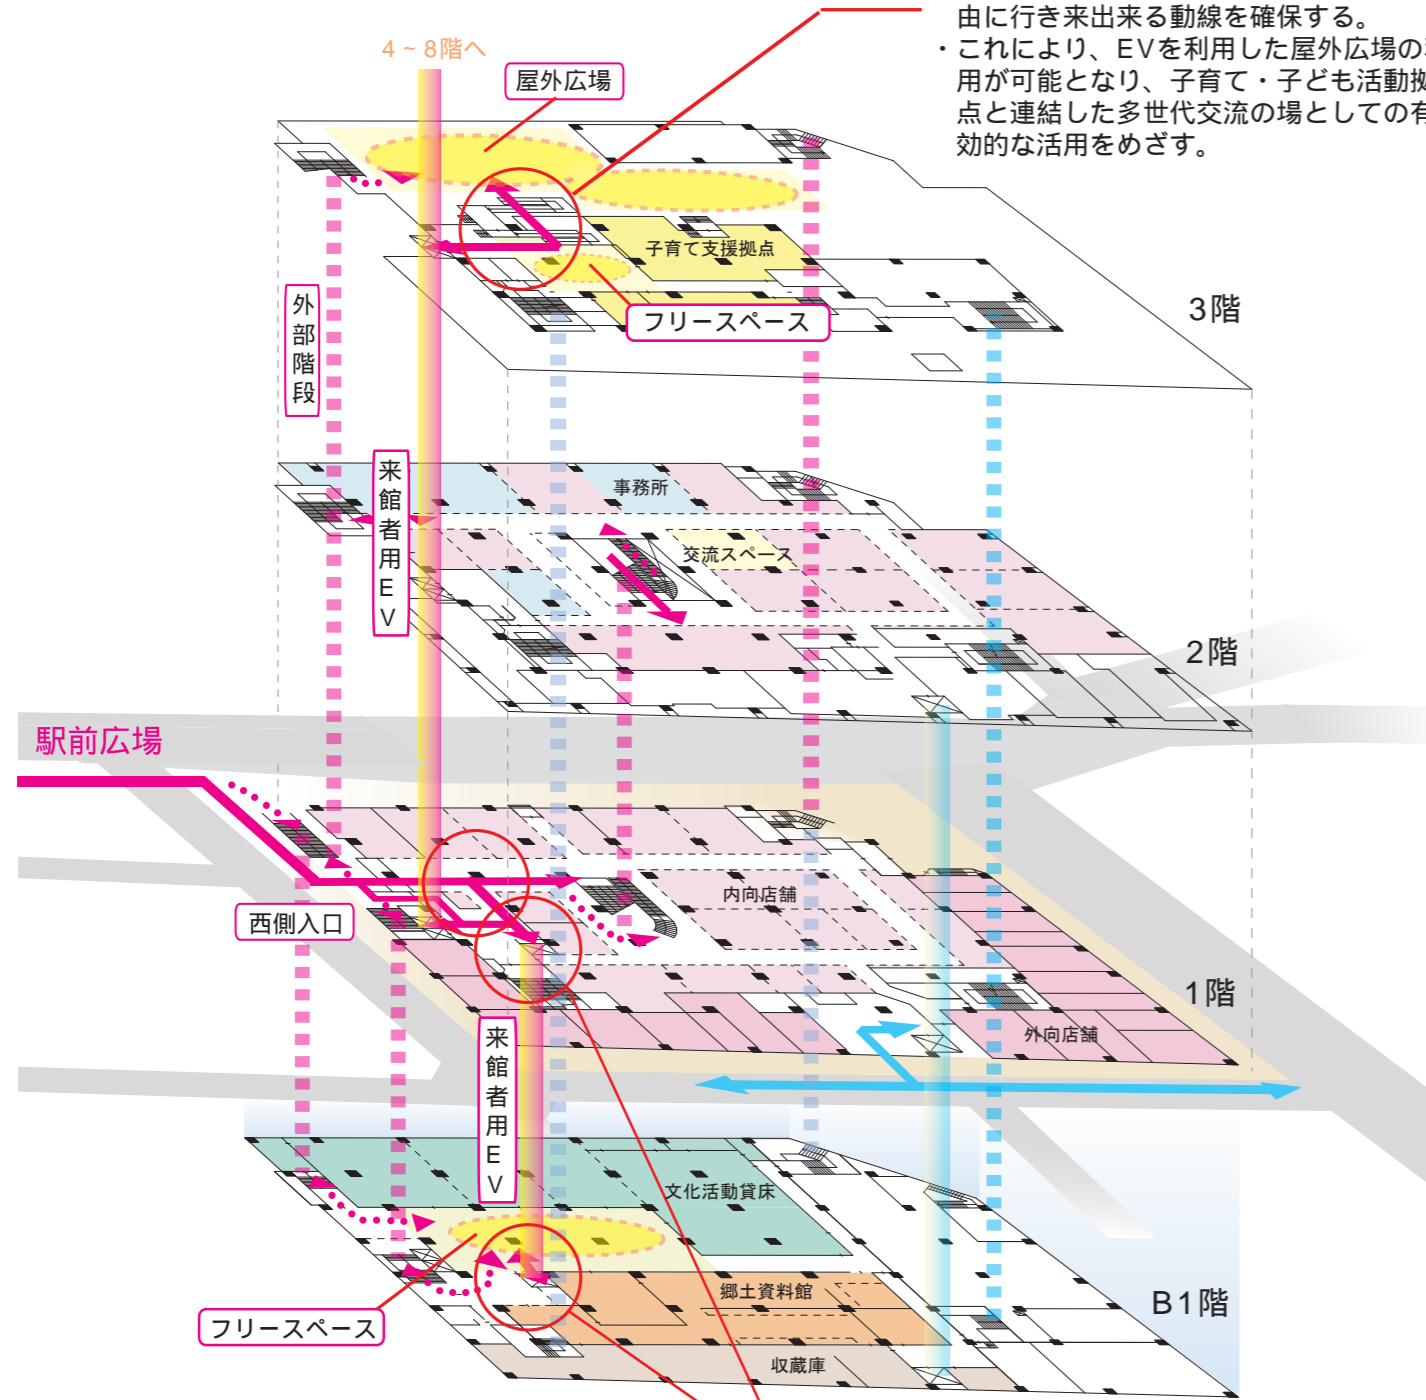 由に行き来出来る動線を確保する。
・これにより、EVを利用した屋外広場の
用が可能となり、子育て・子ども活動拠
点と連結した多世代交流の場としての有
効的な活用をめざす。
4~8階へ
屋外広場
子育て支援拠点
フリースペース
3階
外部階段
来館者用EV
事務所
交流スペース
2階
駅前広場
内向店舗
西側入口
1階
外向店舗
来館者用EV
文化活動貸床
郷土資料館
B1階
フリースペース
収蔵庫